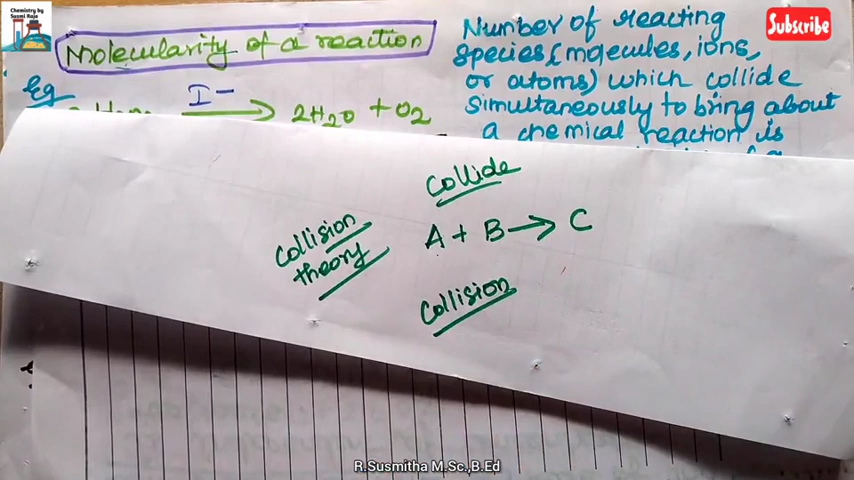 Chemistry by
Susmi Raja
Molecularity of a reaction
Eg
I-
2H2O + O2
Number of reacting
species (molecules, ions,
or atoms) which collide
simultaneously to bring about
a chemical reaction is
Subscribe
Collide
Collision
theory
A + B → C
Collision
R.Susmitha M.Sc.,B.Ed